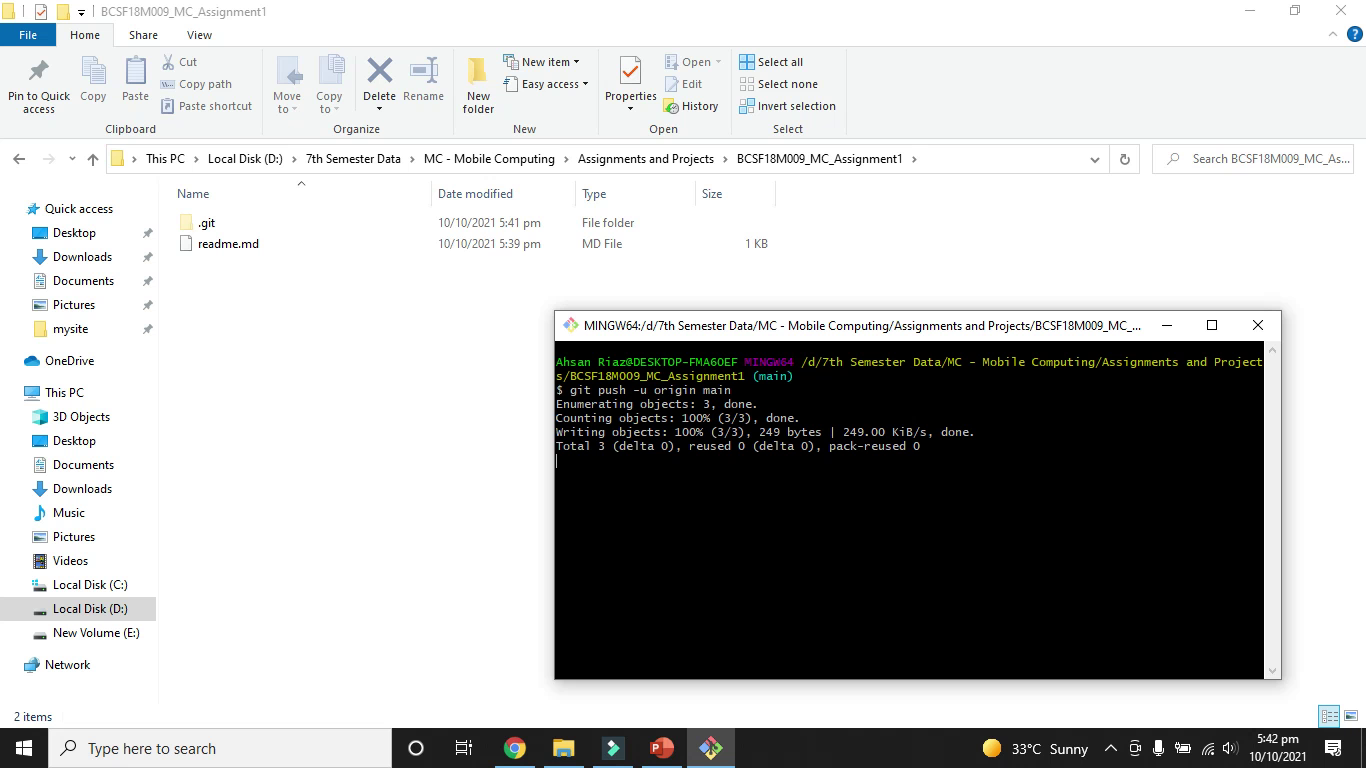 BCSF18M009_MC_Assignment1
File Home Share View
Pin to Quick access
Copy
Paste
Cut
Copy path
Paste shortcut
Clipboard
Move to
Copy to
Delete
Rename
Organize
New folder
New item
Easy access
New
Properties
Open
Edit
History
Open
Select all
Select none
Invert selection
Select
This PC Local Disk (D:) 7th Semester Data MC - Mobile Computing Assignments and Projects BCSF18M009_MC_Assignment1
Search BCSF18M009_MC_As...
Name Date modified Type Size
.git 10/10/2021 5:41 pm File folder
readme.md 10/10/2021 5:39 pm MD File 1 KB
Quick access
Desktop
Downloads
Documents
Pictures
mysite
OneDrive
This PC
3D Objects
Desktop
Documents
Downloads
Music
Pictures
Videos
Local Disk (C:)
Local Disk (D:)
New Volume (E:)
Network
2 items
MINGW64:/d/7th Semester Data/MC - Mobile Computing/Assignments and Projects/BCSF18M009_MC_...
Ahsan Riaz@DESKTOP-FMA6OEF MINGW64 /d/7th Semester Data/MC - Mobile Computing/Assignments and Project
s/BCSF18M009_MC_Assignment1 (main)
$ git push -u origin main
Enumerating objects: 3, done.
Counting objects: 100% (3/3), done.
Writing objects: 100% (3/3), 249 bytes | 249.00 KiB/s, done.
Total 3 (delta 0), reused 0 (delta 0), pack-reused 0
Type here to search
33°C Sunny
5:42 pm
10/10/2021